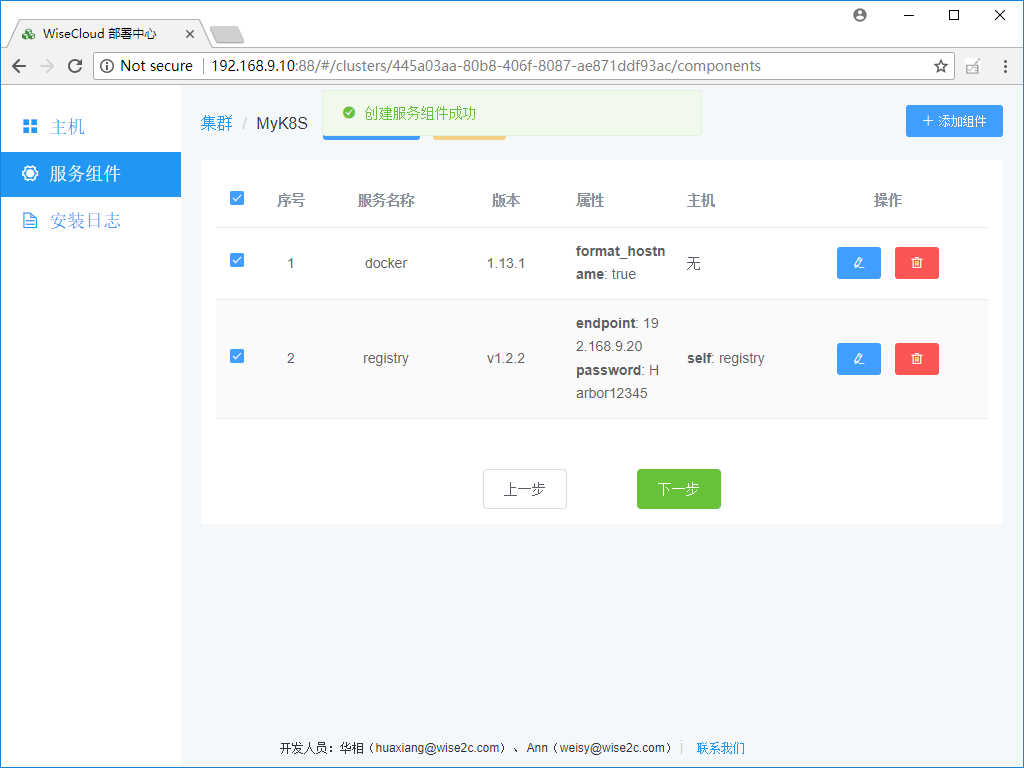 WiseCloud 部署中心
Not secure 192.168.9.10:88/#/clusters/445a03aa-80b8-406f-8087-ae871ddf93ac/components
主机
服务组件
安装日志
集群 / MyK8S
创建服务组件成功
+ 添加组件
序号 服务名称 版本 属性 主机 操作
1 docker 1.13.1 format_hostn
ame: true 无
2 registry v1.2.2 endpoint: 19
2.168.9.20
password: H
arbor12345 self: registry
上一步 下一步
开发人员：华相（huaxiang@wise2c.com）、Ann（weisy@wise2c.com） 联系我们